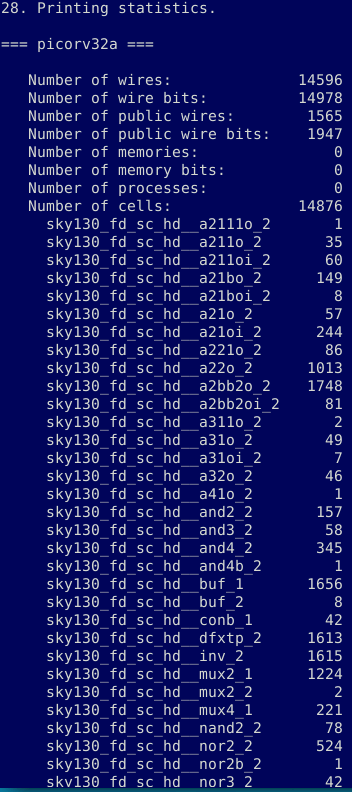 28. Printing statistics.
=== picorv32a ===
Number of wires: 14596
Number of wire bits: 14978
Number of public wires: 1565
Number of public wire bits: 1947
Number of memories: 0
Number of memory bits: 0
Number of processes: 0
Number of cells: 14876
sky130_fd_sc_hd__a2111o_2 1
sky130_fd_sc_hd__a211o_2 35
sky130_fd_sc_hd__a211oi_2 60
sky130_fd_sc_hd__a21bo_2 149
sky130_fd_sc_hd__a21boi_2 8
sky130_fd_sc_hd__a21o_2 57
sky130_fd_sc_hd__a21oi_2 244
sky130_fd_sc_hd__a221o_2 86
sky130_fd_sc_hd__a22o_2 1013
sky130_fd_sc_hd__a2bb2o_2 1748
sky130_fd_sc_hd__a2bb2oi_2 81
sky130_fd_sc_hd__a311o_2 2
sky130_fd_sc_hd__a31o_2 49
sky130_fd_sc_hd__a31oi_2 7
sky130_fd_sc_hd__a32o_2 46
sky130_fd_sc_hd__a41o_2 1
sky130_fd_sc_hd__and2_2 157
sky130_fd_sc_hd__and3_2 58
sky130_fd_sc_hd__and4_2 345
sky130_fd_sc_hd__and4b_2 1
sky130_fd_sc_hd__buf_1 1656
sky130_fd_sc_hd__buf_2 8
sky130_fd_sc_hd__conb_1 42
sky130_fd_sc_hd__dfxtp_2 1613
sky130_fd_sc_hd__inv_2 1615
sky130_fd_sc_hd__mux2_1 1224
sky130_fd_sc_hd__mux2_2 2
sky130_fd_sc_hd__mux4_1 221
sky130_fd_sc_hd__nand2_2 78
sky130_fd_sc_hd__nor2_2 524
sky130_fd_sc_hd__nor2b_2 1
sky130_fd_sc_hd__nor3_2 42